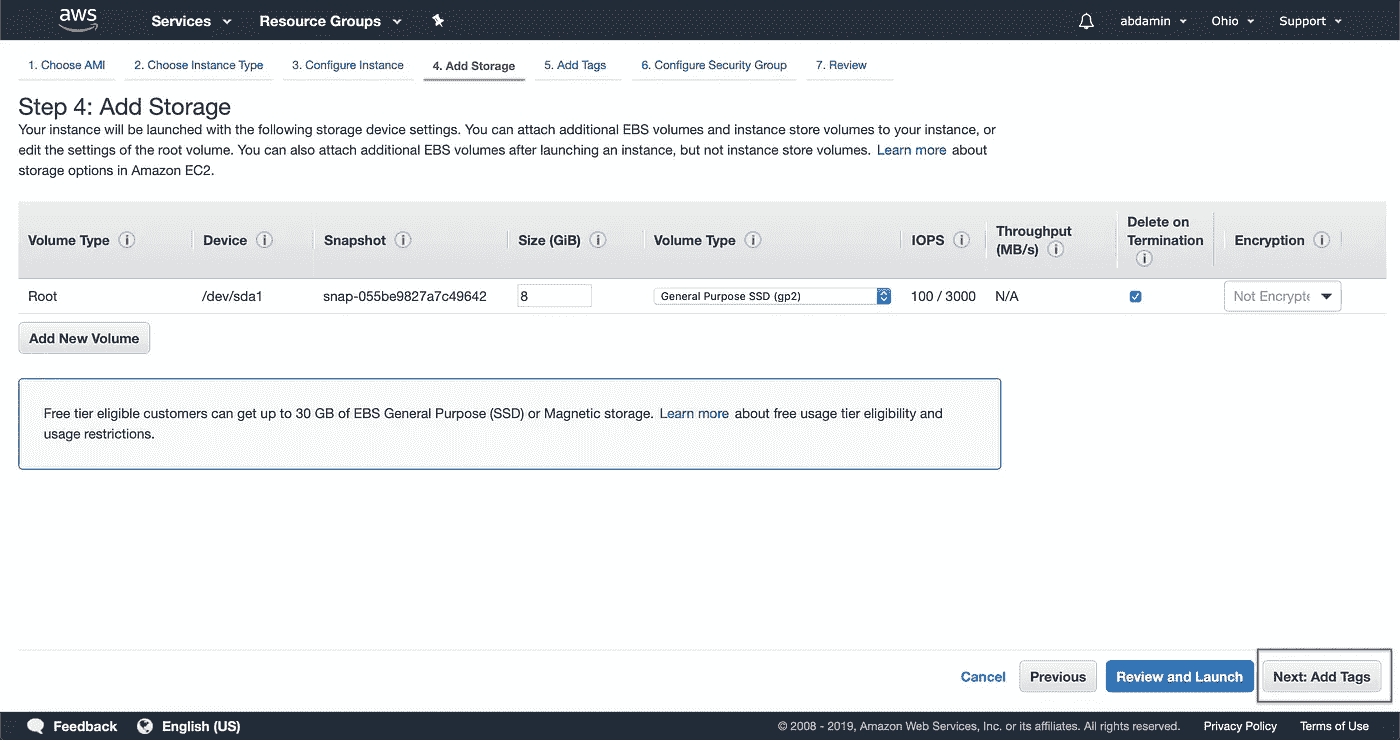 aws Services Resource Groups abdamin Ohio Support
1. Choose AMI 2. Choose Instance Type 3. Configure Instance 4. Add Storage 5. Add Tags 6. Configure Security Group 7. Review
Step 4: Add Storage
Your instance will be launched with the following storage device settings. You can attach additional EBS volumes and instance store volumes to your instance, or
edit the settings of the root volume. You can also attach additional EBS volumes after launching an instance, but not instance store volumes. Learn more about
storage options in Amazon EC2.
Volume Type i Device i Snapshot i Size (GiB) i Volume Type i IOPS i Throughput (MB/s) i Delete on Termination i Encryption i
Root /dev/sda1 snap-055be9827a7c49642 8 General Purpose SSD (gp2) 100 / 3000 N/A Not Encrypte
Add New Volume
Free tier eligible customers can get up to 30 GB of EBS General Purpose (SSD) or Magnetic storage. Learn more about free usage tier eligibility and
usage restrictions.
Cancel Previous Review and Launch Next: Add Tags
Feedback English (US) © 2008 - 2019, Amazon Web Services, Inc. or its affiliates. All rights reserved. Privacy Policy Terms of Use